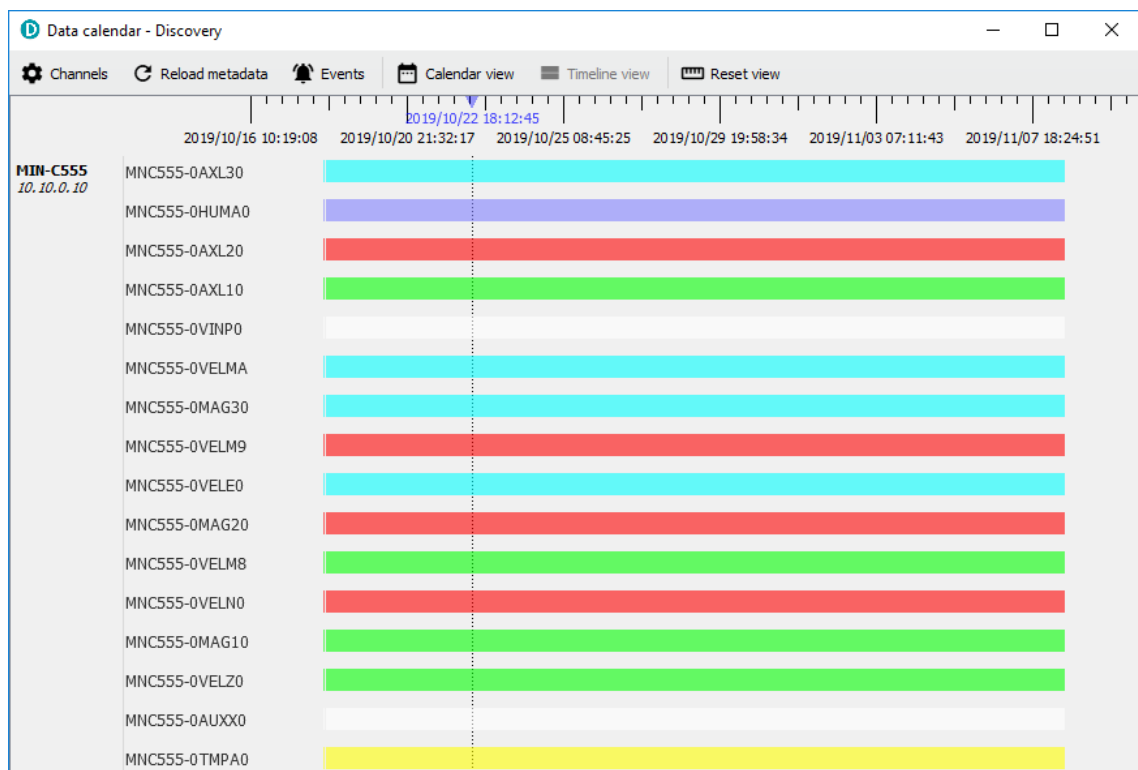 Data calendar - Discovery
Channels Reload metadata Events Calendar view Timeline view Reset view
2019/10/22 18:12:45
2019/10/16 10:19:08 2019/10/20 21:32:17 2019/10/25 08:45:25 2019/10/29 19:58:34 2019/11/03 07:11:43 2019/11/07 18:24:51
MIN-C555
10.10.0.10
MNC555-0AXL30
MNC555-0HUMA0
MNC555-0AXL20
MNC555-0AXL10
MNC555-0VINP0
MNC555-0VELMA
MNC555-0MAG30
MNC555-0VELM9
MNC555-0VELE0
MNC555-0MAG20
MNC555-0VELM8
MNC555-0VELN0
MNC555-0MAG10
MNC555-0VELZ0
MNC555-0AUXX0
MNC555-0TMPA0